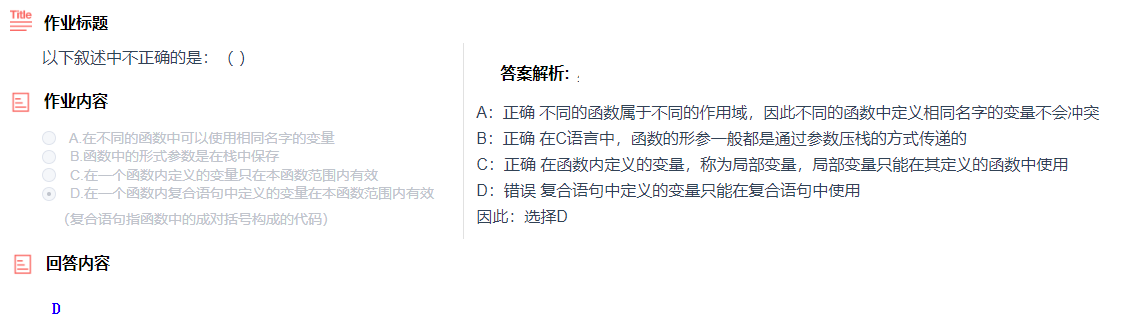 Title
作业标题
以下叙述中不正确的是：（ ）
作业内容
A.在不同的函数中可以使用相同名字的变量
B.函数中的形式参数是在栈中保存
C.在一个函数内定义的变量只在本函数范围内有效
D.在一个函数内复合语句中定义的变量在本函数范围内有效
（复合语句指函数中的成对括号构成的代码）
回答内容
D
答案解析：;
A：正确 不同的函数属于不同的作用域，因此不同的函数中定义相同名字的变量不会冲突
B：正确 在C语言中，函数的形参一般都是通过参数压栈的方式传递的
C：正确 在函数内定义的变量，称为局部变量，局部变量只能在其定义的函数中使用
D：错误 复合语句中定义的变量只能在复合语句中使用
因此：选择D